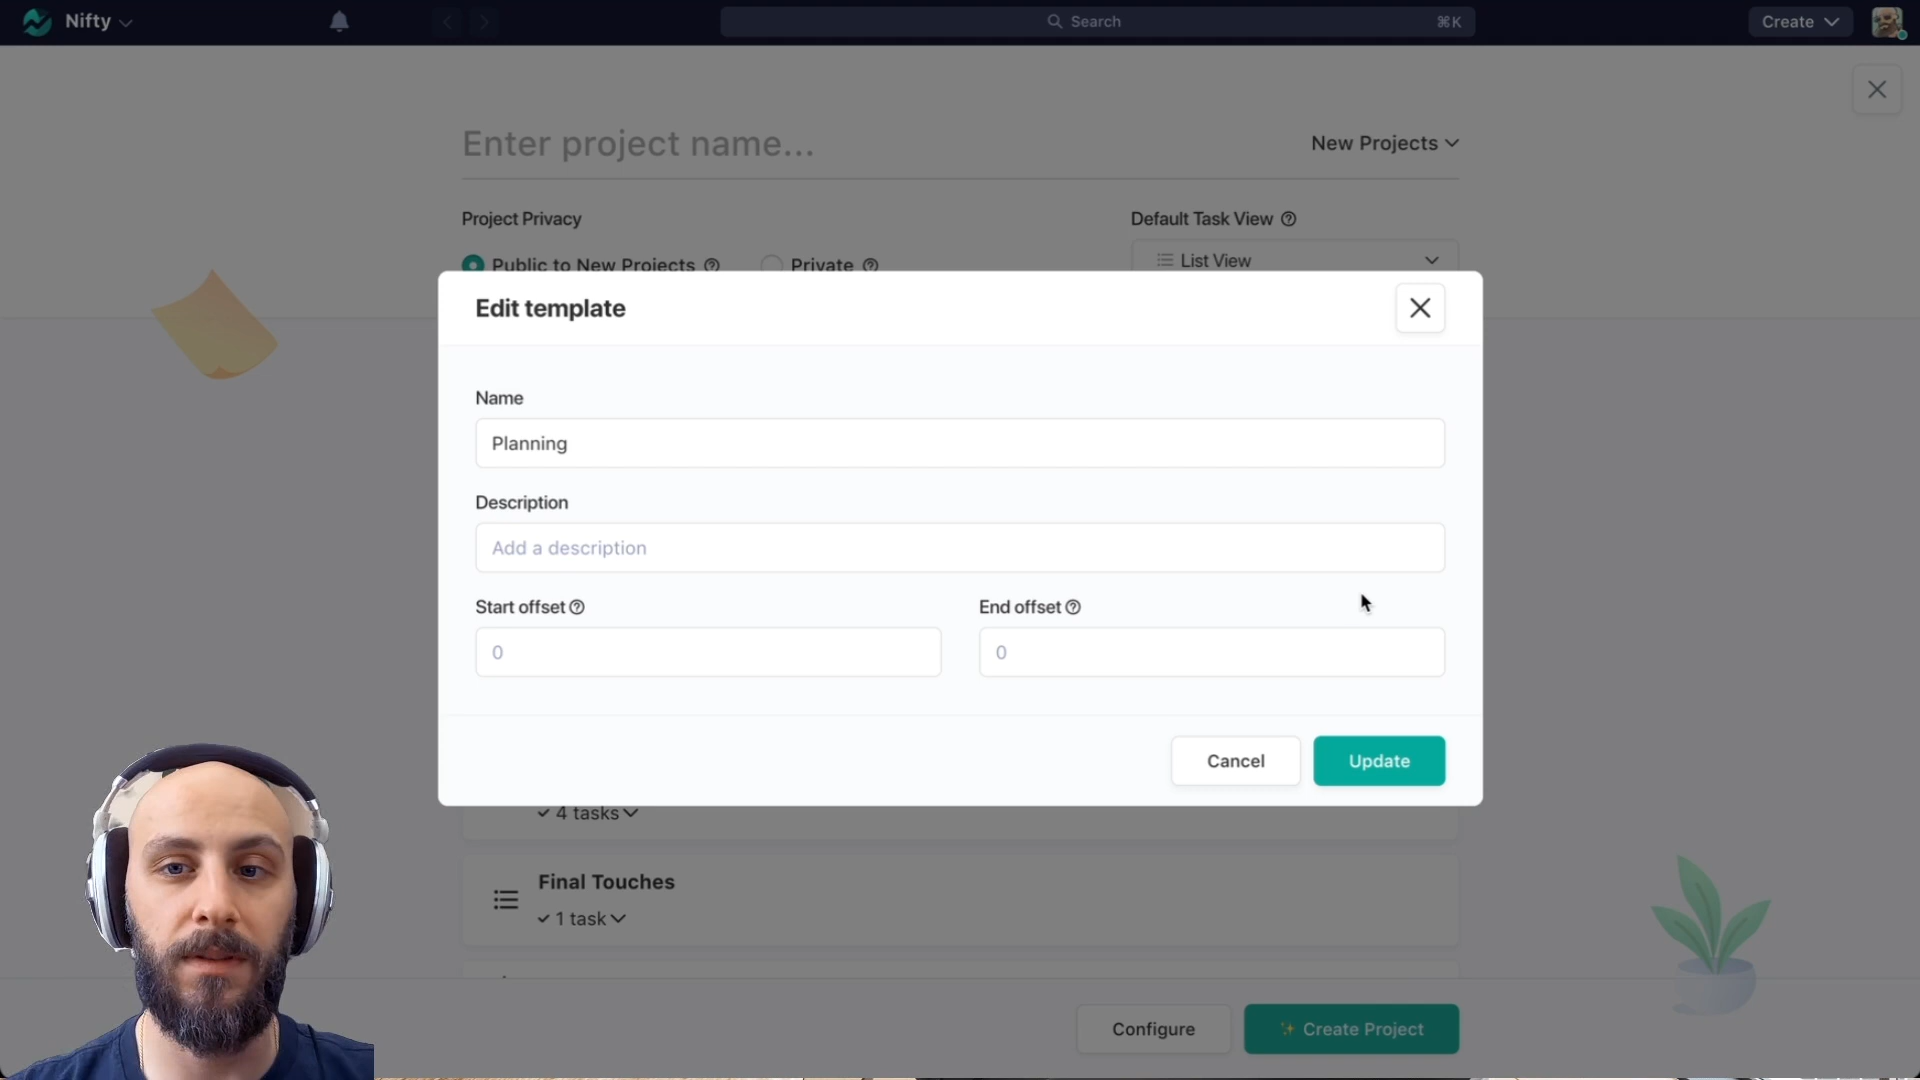 Nifty
Search
⌘K
Create
Enter project name...
New Projects
Project Privacy
Default Task View
Public to New Projects
Private
List View
Edit template
Name
Planning
Description
Add a description
Start offset
End offset
0
0
Cancel
Update
4 tasks
Final Touches
1 task
Configure
Create Project